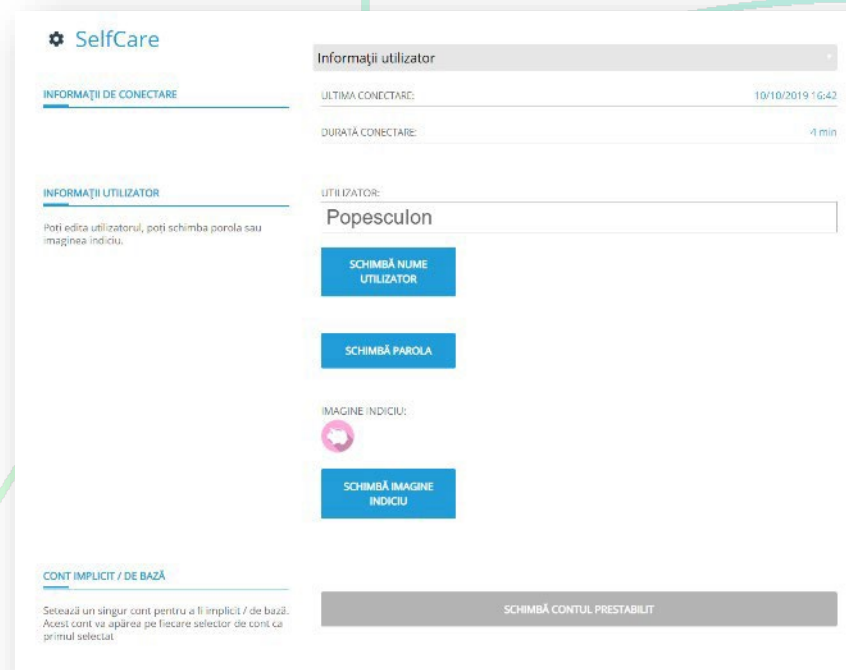 SelfCare
Informaţii utilizator
INFORMAŢII DE CONECTARE
ULTIMA CONECTARE:
10/10/2019 16:42
DURATĂ CONECTARE:
4 min
INFORMAŢII UTILIZATOR
Poţi edita utilizatorul, poţi schimba porola sau
imaginea indiciu.
UTILIZATOR:
Popesculon
SCHIMBĂ NUME
UTILIZATOR
SCHIMBĂ PAROLA
IMAGINE INDICIU:
SCHIMBĂ IMAGINE
INDICIU
CONT IMPLICIT / DE BAZĂ
Setează un singur cont pentru a fi implicit / de bază.
Acest cont va apărea pe fiecare selector de cont ca
primul selectat
SCHIMBĂ CONTUL PRESTABILIT